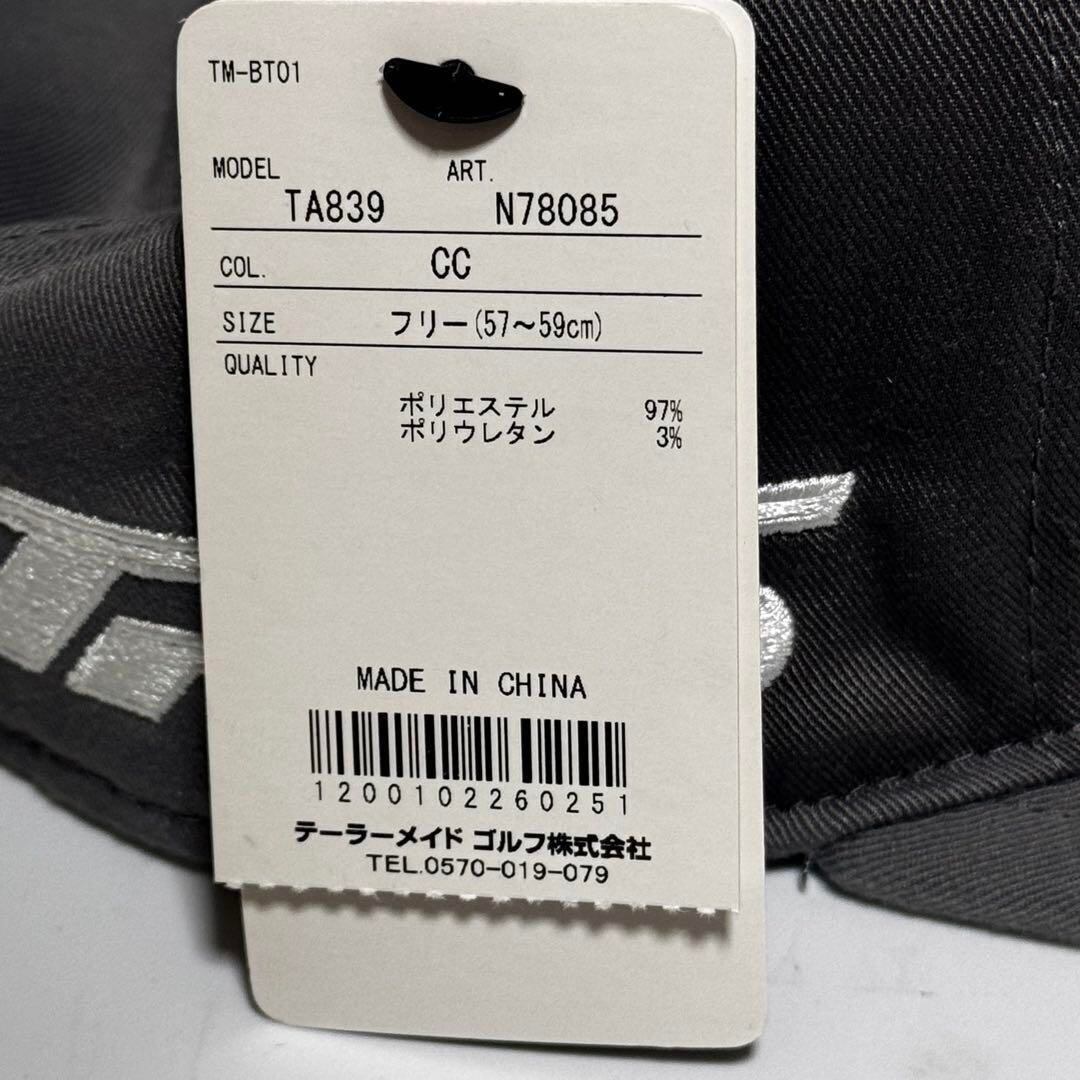 TM-BT01
MODEL ART.
TA839 N78085
COL. CC
SIZE フリー(57～59cm)
QUALITY
ポリエステル 97%
ポリウレタン 3%
MADE IN CHINA
1200102260251
テーラーメイド ゴルフ株式会社
TEL.0570-019-079